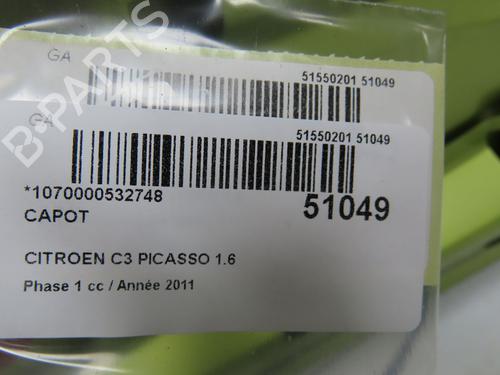 GA
51550201 51049
GA
51550201 51049
*1070000532748
51049
CAPOT
CITROEN C3 PICASSO 1.6
Phase 1 cc / Année 2011
B-PARTS